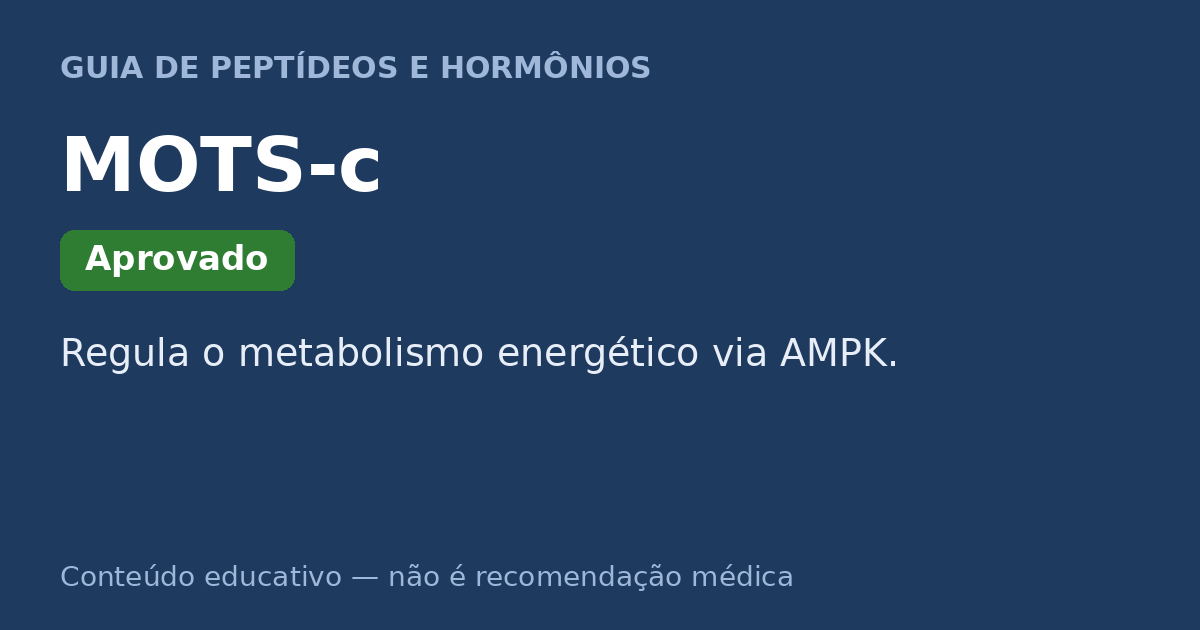 GUIA DE PEPTÍDEOS E HORMÔNIOS
MOTS-c
Aprovado
Regula o metabolismo energético via AMPK.
Conteúdo educativo — não é recomendação médica